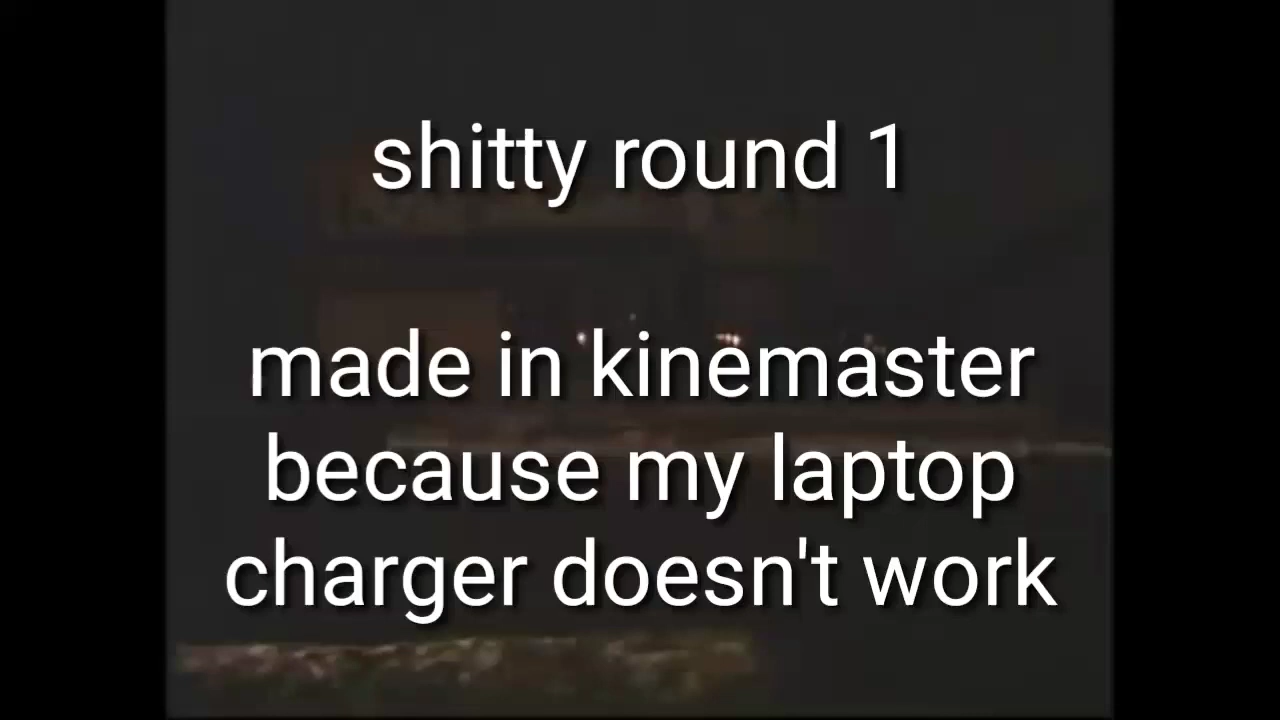 shitty round 1
made in kinemaster
because my laptop
charger doesn't work